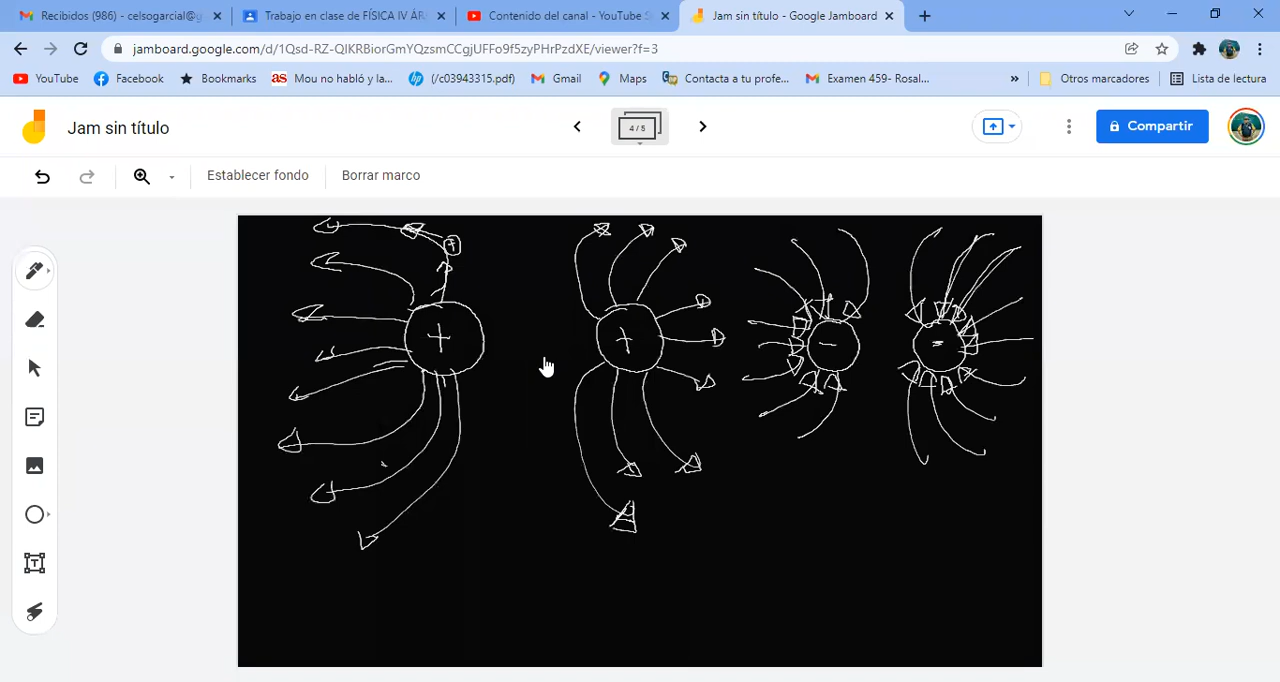 Recibidos (986) - celsogarcial@g
Trabajo en clase de FÍSICA IV ÁR
Contenido del canal - YouTube S
Jam sin título - Google Jamboard
jamboard.google.com/d/1Qsd-RZ-QIKRBiorGmYQzsmCCgjUFFo9f5zyPHrPzdXE/viewer?f=3
YouTube
Facebook
Bookmarks
as Mou no habló y la...
hp (/c03943315.pdf)
Gmail
Maps
Contacta a tu profe...
Examen 459- Rosal...
»
Otros marcadores
Lista de lectura
Jam sin título
4 / 5
Compartir
Establecer fondo
Borrar marco
+
+ + - -